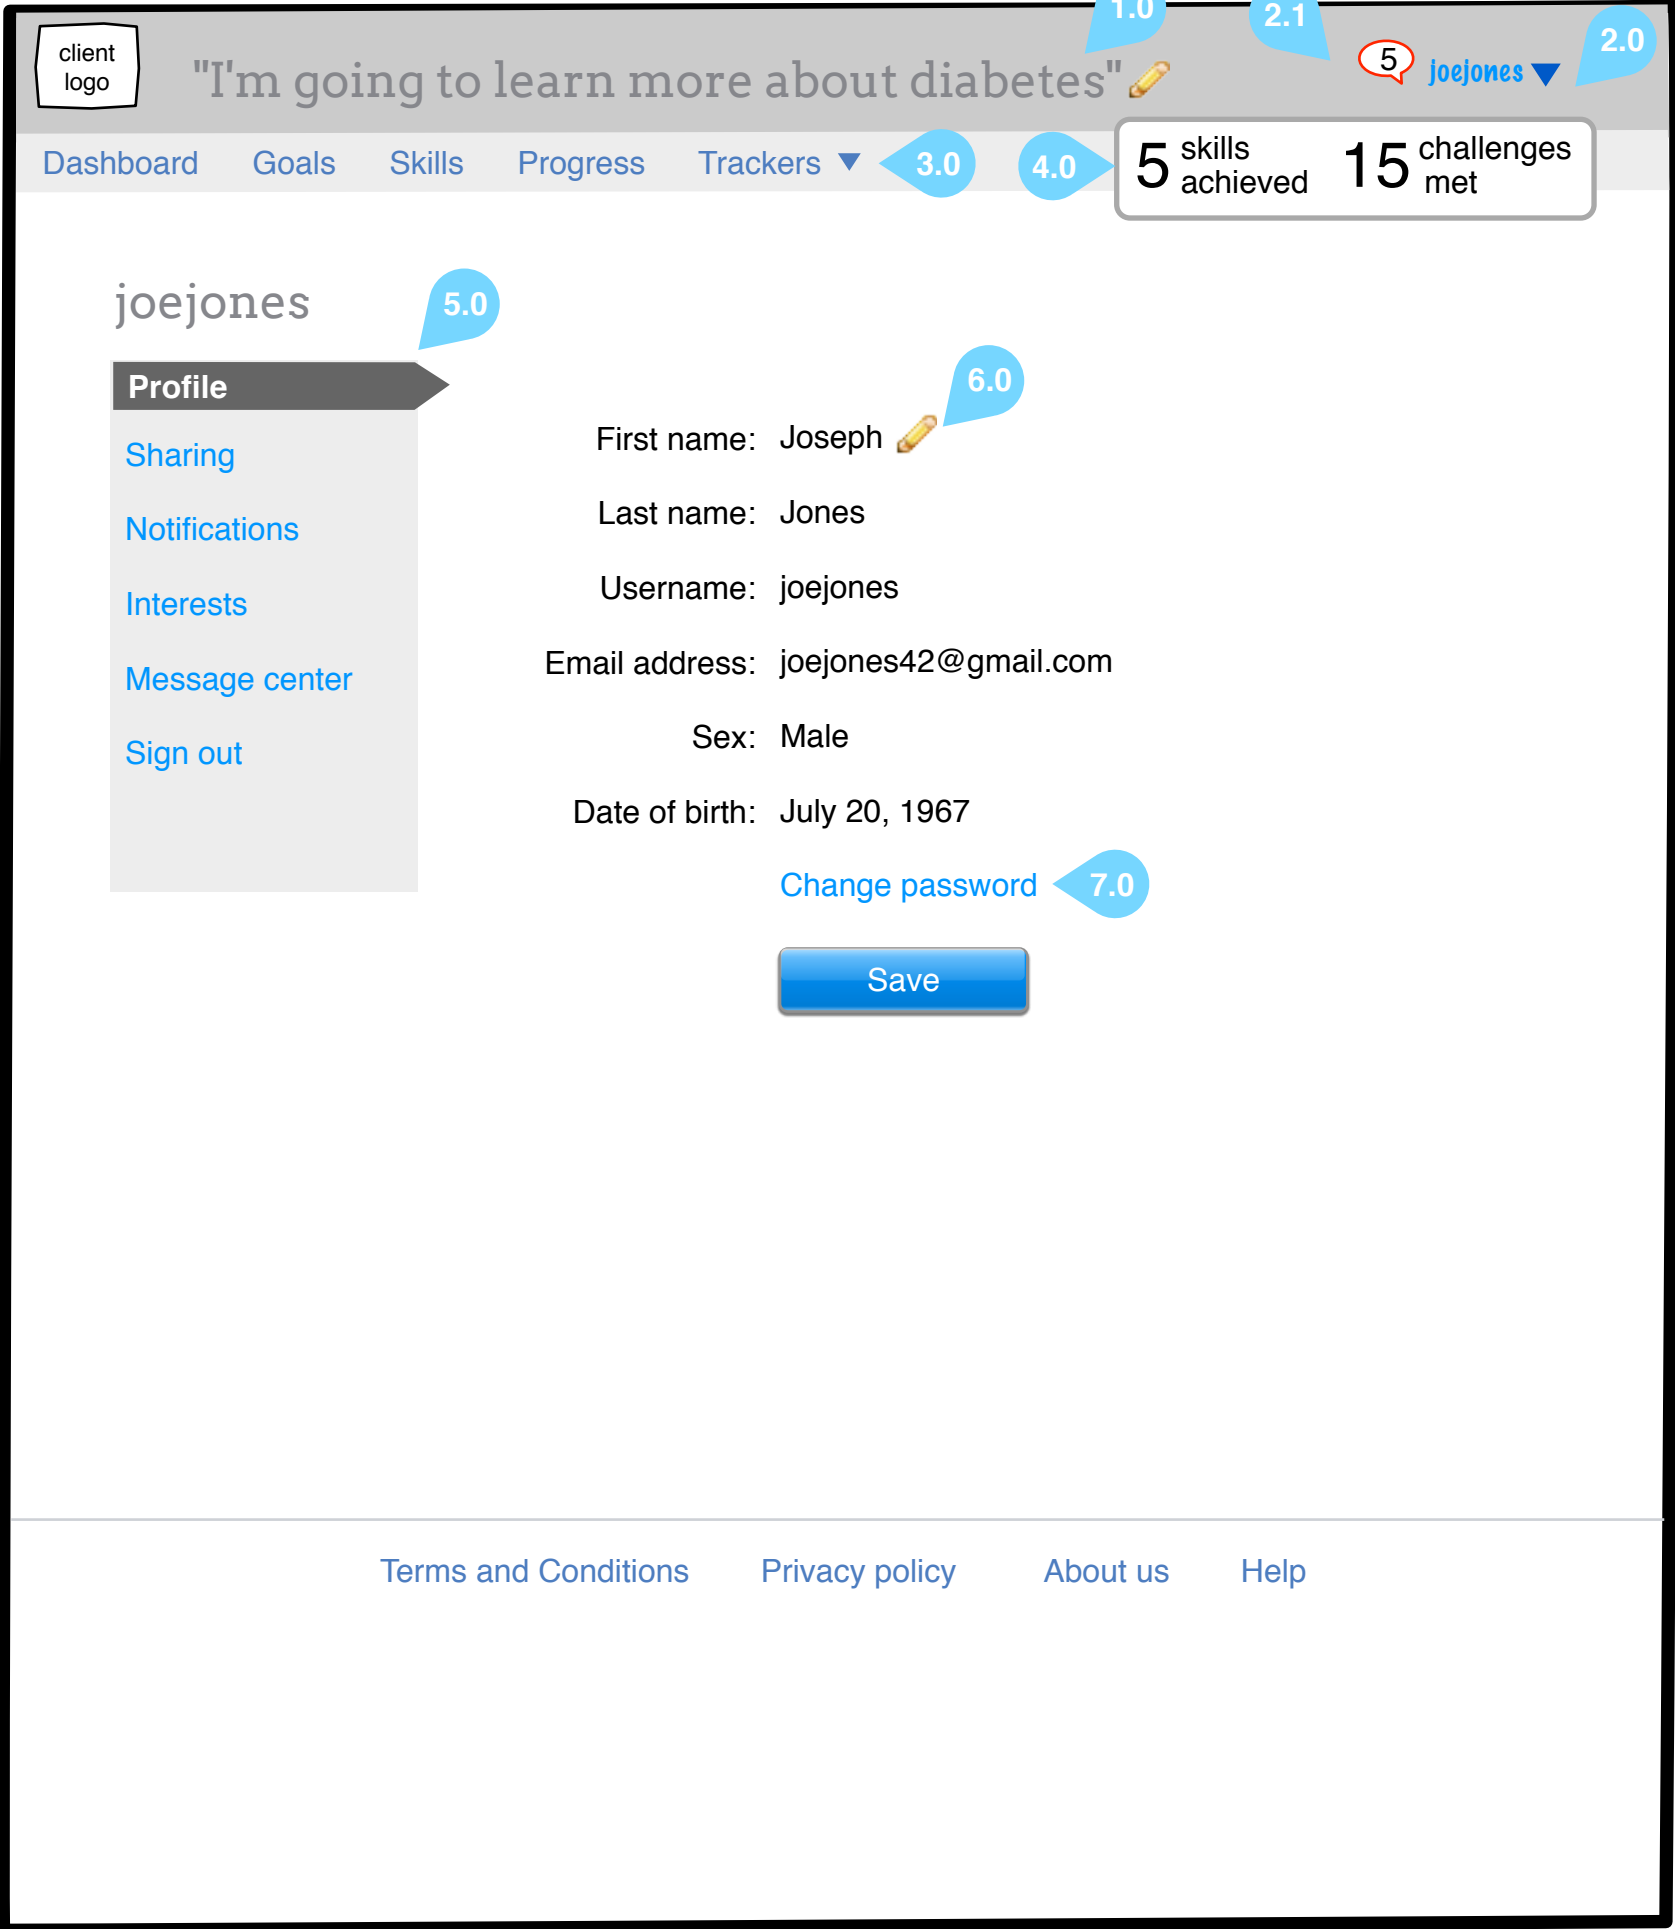 1.0
2.1
2.0
client
logo
"I'm going to learn more about diabetes"
5
joejones
Dashboard Goals Skills Progress Trackers
3.0
4.0
5 skills achieved
15 challenges met
joejones
5.0
Profile
Sharing
Notifications
Interests
Message center
Sign out
6.0
First name: Joseph
Last name: Jones
Username: joejones
Email address: joejones42@gmail.com
Sex: Male
Date of birth: July 20, 1967
Change password
7.0
Save
Terms and Conditions Privacy policy About us Help